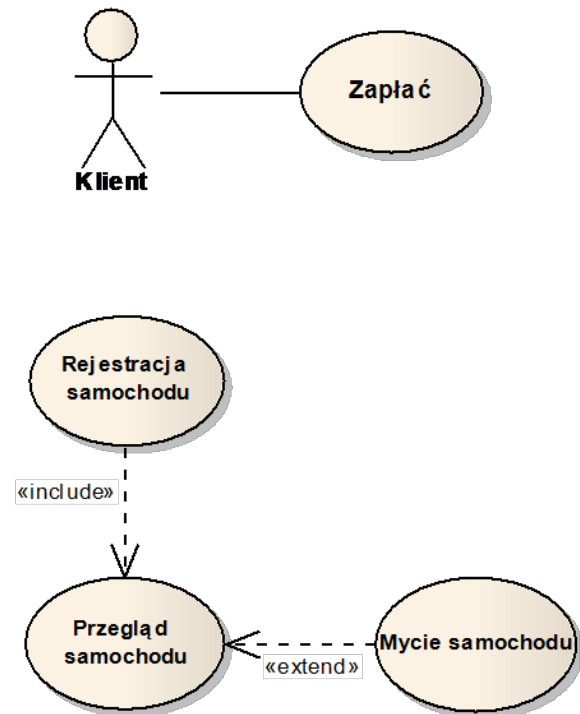 Zapłać
Klient
Rejestracja
samochodu
«include»
Przegląd
samochodu
Mycie samochodu
«extend»